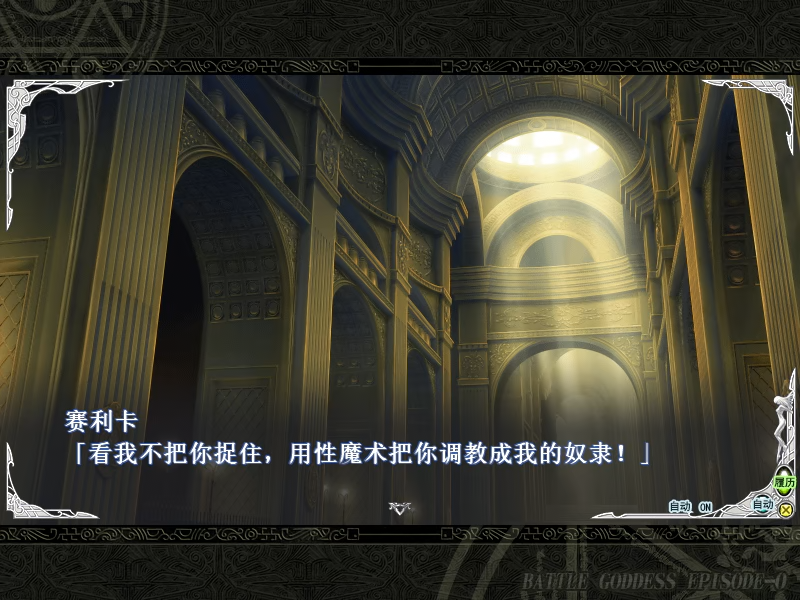 赛利卡
「看我不把你捉住，用性魔术把你调教成我的奴隶！」
履历
自动 ON
自动
BATTLE GODDESS EPISODE-0